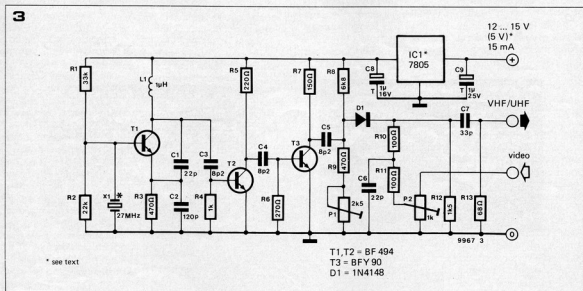 3
R1
33k
L1
1µH
T1
R2
22k
X1
*
27MHz
R3
470Ω
C1
22p
C2
120p
C3
8p2
R4
1k
T2
R5
220Ω
C4
8p2
R6
270Ω
T3
R7
150Ω
C5
8p2
R8
6k8
D1
R9
470Ω
P1
2k5
C6
22p
R10
100Ω
R11
100Ω
P2
1k
R12
1k5
R13
68Ω
C7
33p
C8
T
1µ
16V
IC1*
7805
C9
T
1µ
25V
12 ... 15 V
(5 V)*
15 mA
+
VHF/UHF
video
0
9967 3
* see text
T1,T2 = BF 494
T3 = BFY 90
D1 = 1N4148